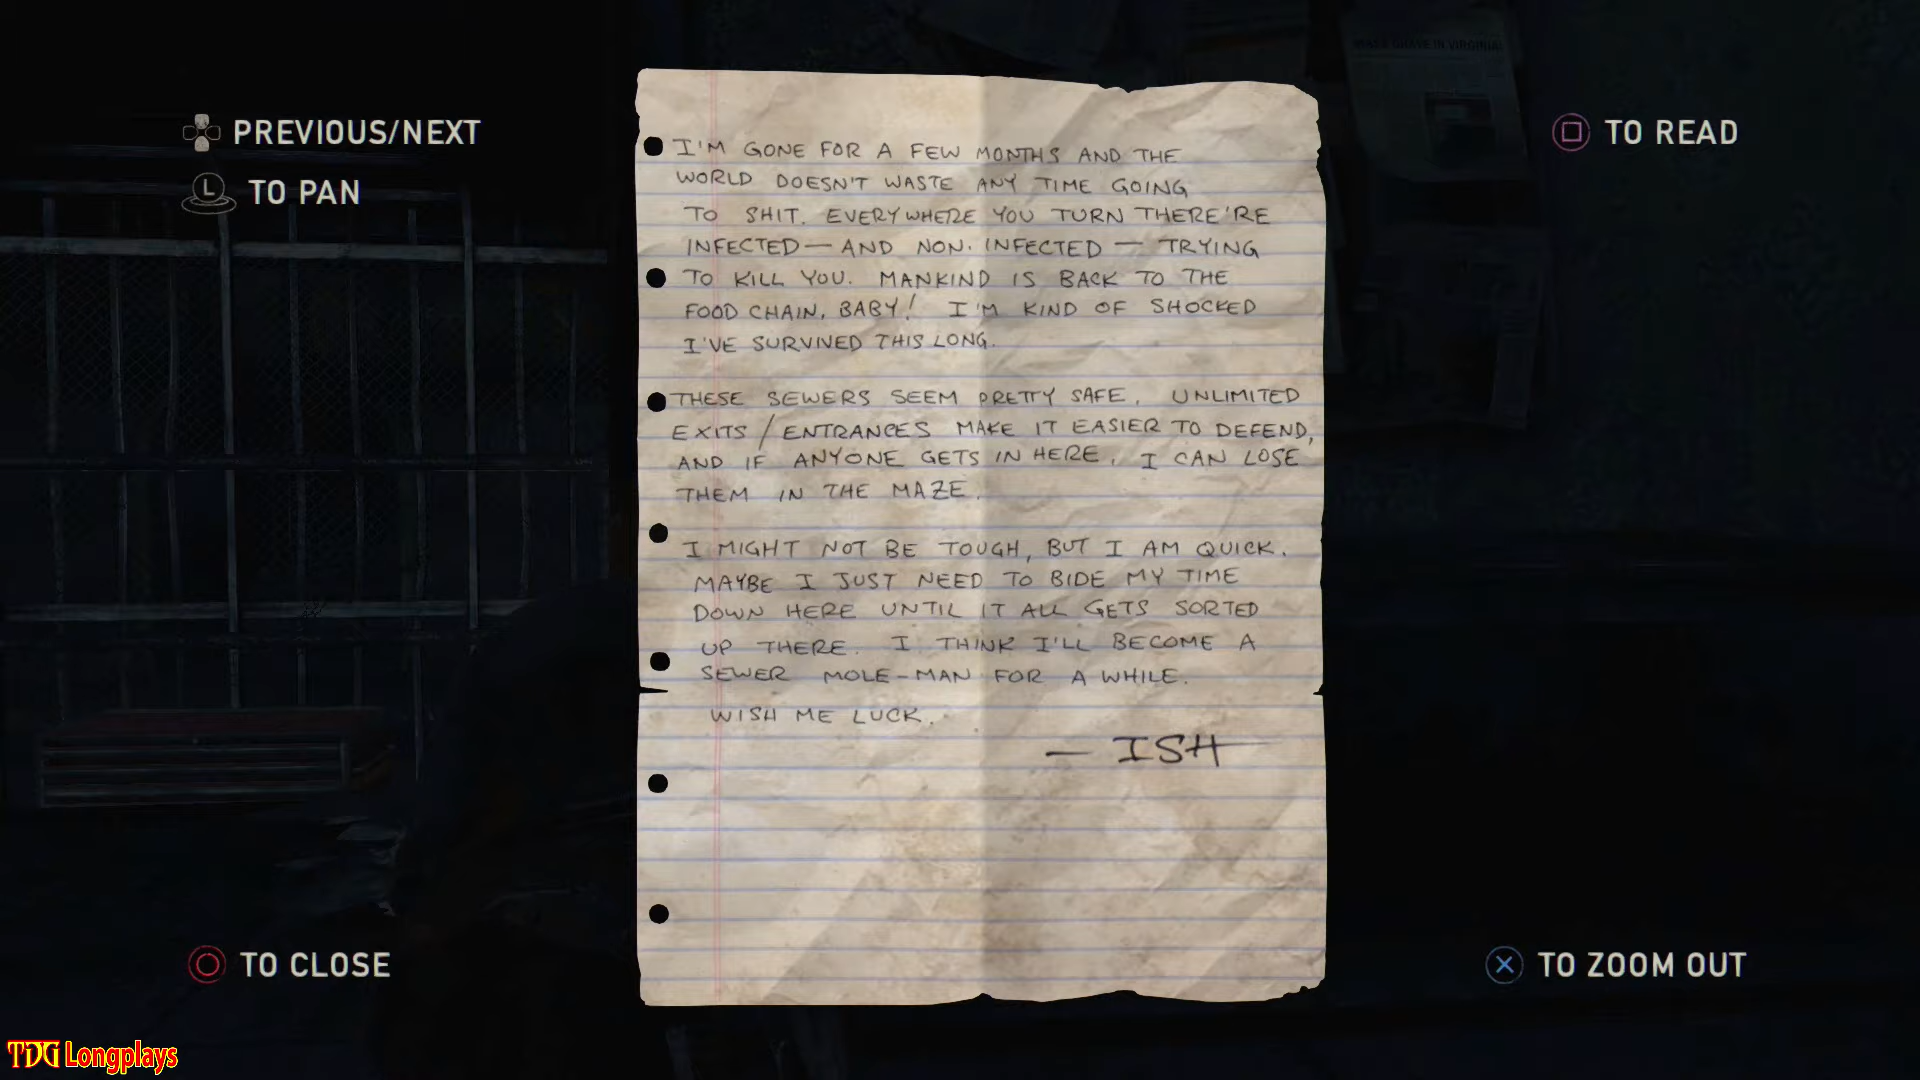 MASS GRAVE IN VIRGINIA
PREVIOUS/NEXT
L TO PAN
TO READ
I'M GONE FOR A FEW MONTHS AND THE
WORLD DOESN'T WASTE ANY TIME GOING
TO SHIT. EVERYWHERE YOU TURN THERE'RE
INFECTED — AND NON-INFECTED — TRYING
TO KILL YOU. MANKIND IS BACK TO THE
FOOD CHAIN, BABY! I'M KIND OF SHOCKED
I'VE SURVIVED THIS LONG.
THESE SEWERS SEEM PRETTY SAFE. UNLIMITED
EXITS/ENTRANCES MAKE IT EASIER TO DEFEND,
AND IF ANYONE GETS IN HERE, I CAN LOSE
THEM IN THE MAZE.
I MIGHT NOT BE TOUGH, BUT I AM QUICK.
MAYBE I JUST NEED TO BIDE MY TIME
DOWN HERE UNTIL IT ALL GETS SORTED
UP THERE. I THINK I'LL BECOME A
SEWER MOLE-MAN FOR A WHILE.
WISH ME LUCK.
— ISH
TO CLOSE
TO ZOOM OUT
TDG Longplays